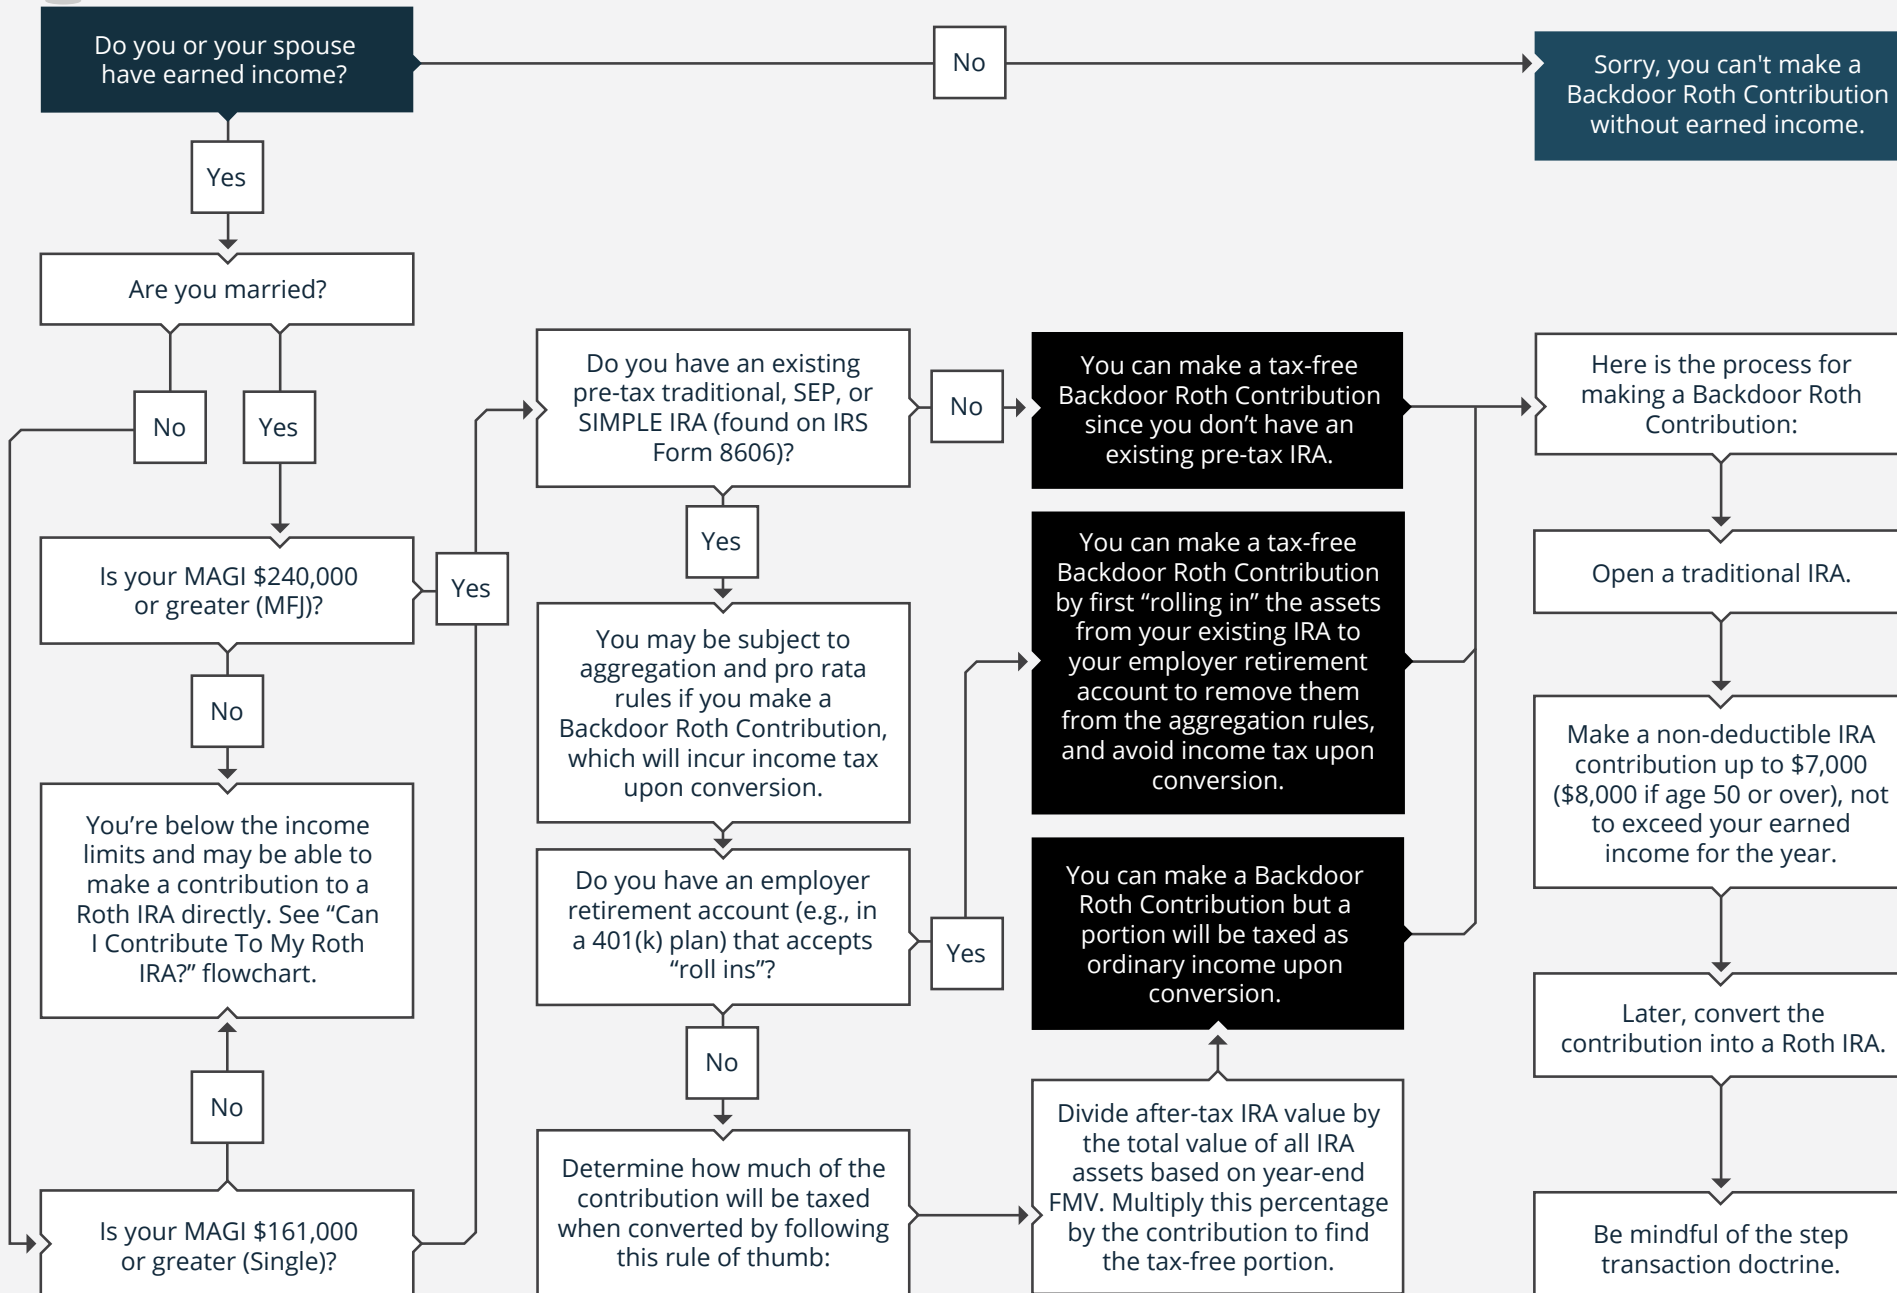 Do you or your spouse
have earned income?
No
Sorry, you can't make a
Backdoor Roth Contribution
without earned income.
Yes
Are you married?
No
Yes
Is your MAGI $240,000
or greater (MFJ)?
Yes
No
You’re below the income
limits and may be able to
make a contribution to a
Roth IRA directly. See “Can
I Contribute To My Roth
IRA?” flowchart.
No
Is your MAGI $161,000
or greater (Single)?
Do you have an existing
pre-tax traditional, SEP, or
SIMPLE IRA (found on IRS
Form 8606)?
No
Yes
You may be subject to
aggregation and pro rata
rules if you make a
Backdoor Roth Contribution,
which will incur income tax
upon conversion.
Do you have an employer
retirement account (e.g., in
a 401(k) plan) that accepts
“roll ins”?
Yes
No
Determine how much of the
contribution will be taxed
when converted by following
this rule of thumb:
You can make a tax-free
Backdoor Roth Contribution
since you don’t have an
existing pre-tax IRA.
You can make a tax-free
Backdoor Roth Contribution
by first “rolling in” the assets
from your existing IRA to
your employer retirement
account to remove them
from the aggregation rules,
and avoid income tax upon
conversion.
You can make a Backdoor
Roth Contribution but a
portion will be taxed as
ordinary income upon
conversion.
Divide after-tax IRA value by
the total value of all IRA
assets based on year-end
FMV. Multiply this percentage
by the contribution to find
the tax-free portion.
Here is the process for
making a Backdoor Roth
Contribution:
Open a traditional IRA.
Make a non-deductible IRA
contribution up to $7,000
($8,000 if age 50 or over), not
to exceed your earned
income for the year.
Later, convert the
contribution into a Roth IRA.
Be mindful of the step
transaction doctrine.